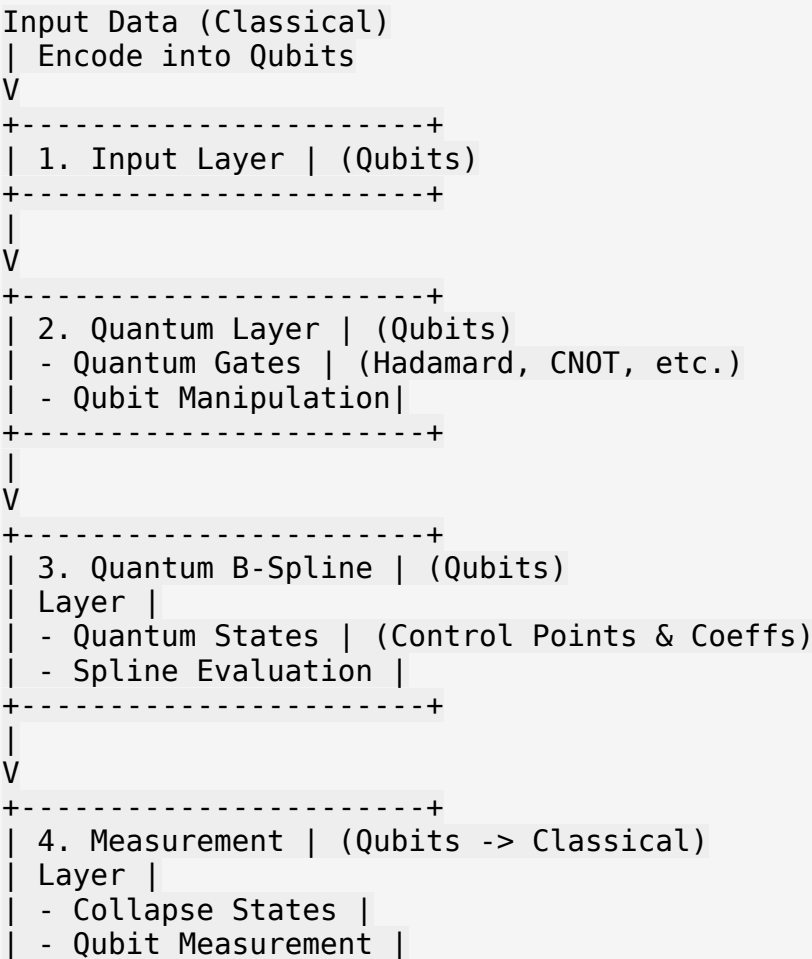 Input Data (Classical)
| Encode into Qubits
V
+-----------------------+
| 1. Input Layer | (Qubits)
+-----------------------+
|
V
+-----------------------+
| 2. Quantum Layer | (Qubits)
| - Quantum Gates | (Hadamard, CNOT, etc.)
| - Qubit Manipulation|
+-----------------------+
|
V
+-----------------------+
| 3. Quantum B-Spline | (Qubits)
| Layer |
| - Quantum States | (Control Points & Coeffs)
| - Spline Evaluation |
+-----------------------+
|
V
+-----------------------+
| 4. Measurement | (Qubits -> Classical)
| Layer |
| - Collapse States |
| - Qubit Measurement |